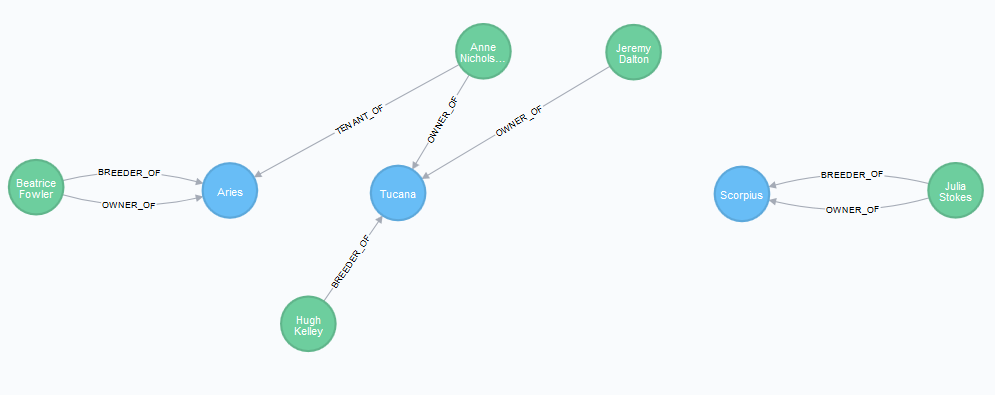 Anne
Nichols...
Jeremy
Dalton
TENANT_OF
OWNER_OF
OWNER_OF
Beatrice
Fowler
BREEDER_OF
OWNER_OF
Aries
Tucana
Scorpius
BREEDER_OF
OWNER_OF
Julia
Stokes
BREEDER_OF
Hugh
Kelley